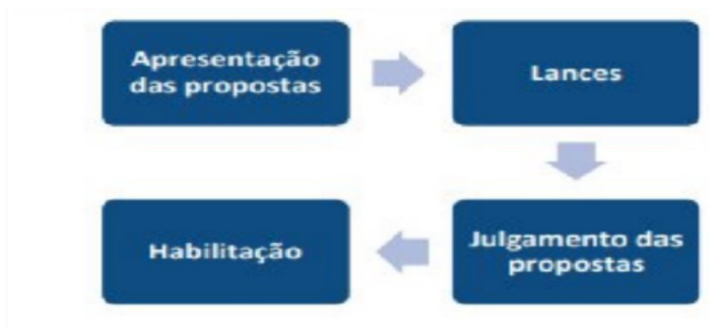 Apresentação
das propostas
Lances
Julgamento das
propostas
Habilitação